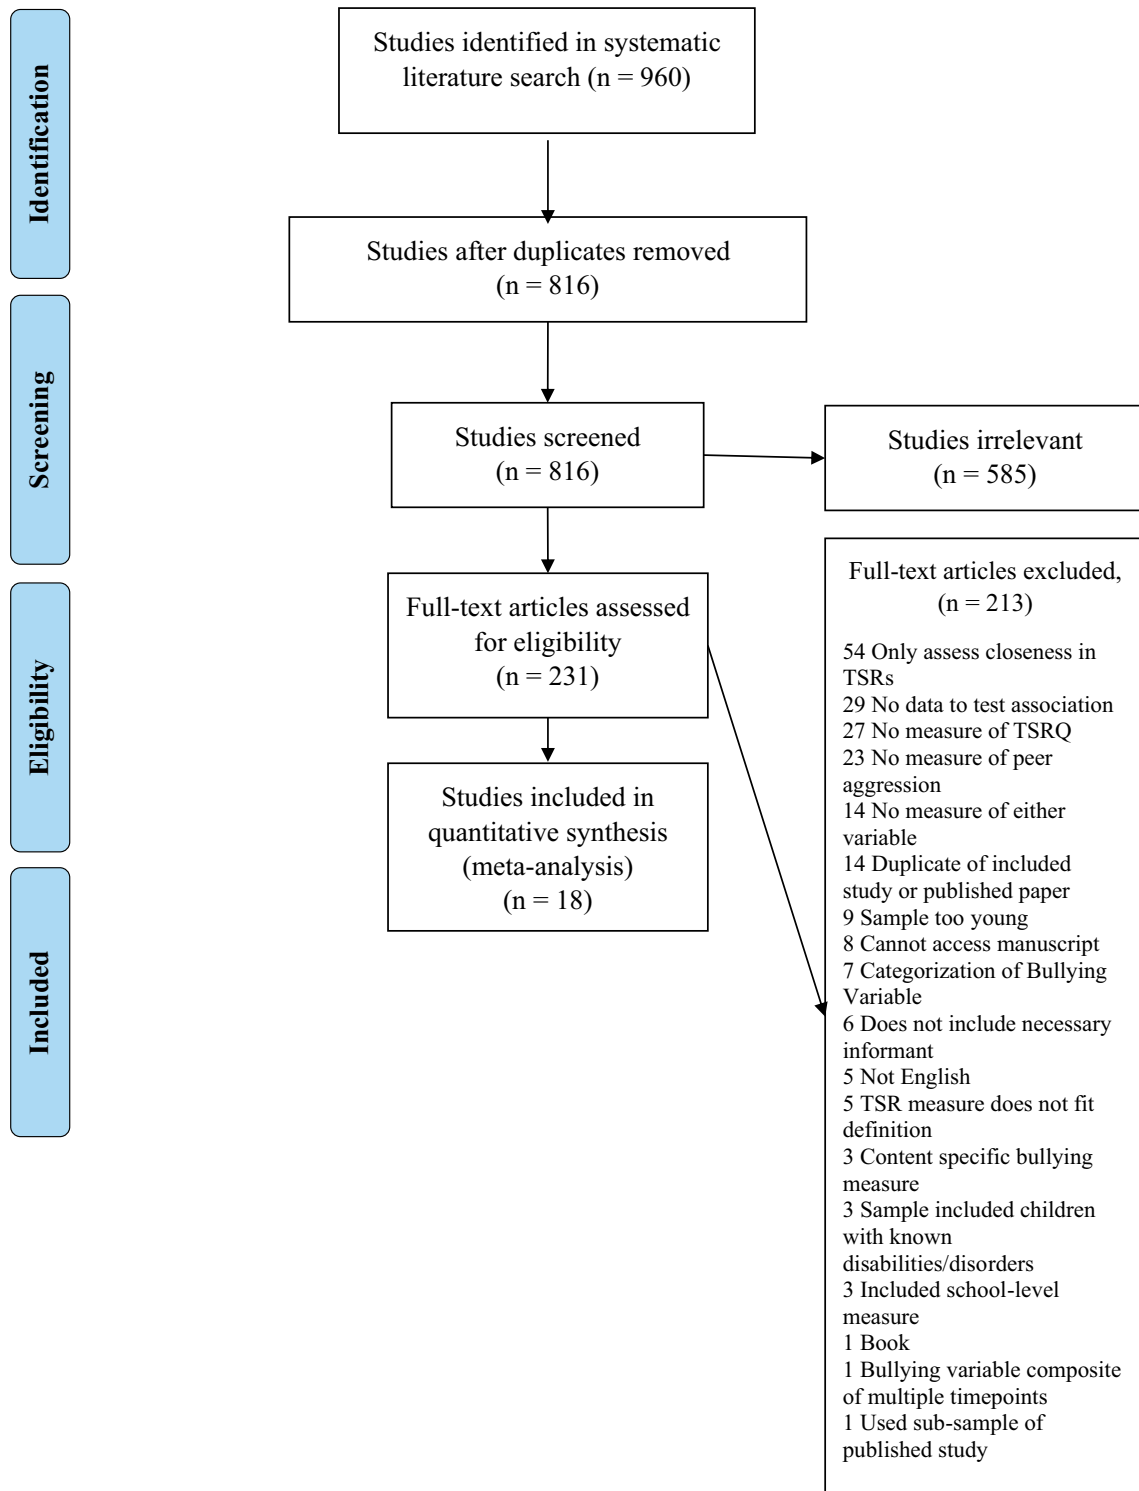 Identification
Studies identified in systematic
literature search (n = 960)
Studies after duplicates removed
(n = 816)
Screening
Studies screened
(n = 816)
Studies irrelevant
(n = 585)
Eligibility
Full-text articles assessed
for eligibility
(n = 231)
Full-text articles excluded,
(n = 213)
54 Only assess closeness in
TSRs
29 No data to test association
27 No measure of TSRQ
23 No measure of peer
aggression
14 No measure of either
variable
14 Duplicate of included
study or published paper
9 Sample too young
8 Cannot access manuscript
7 Categorization of Bullying
Variable
6 Does not include necessary
informant
5 Not English
5 TSR measure does not fit
definition
3 Content specific bullying
measure
3 Sample included children
with known
disabilities/disorders
3 Included school-level
measure
1 Book
1 Bullying variable composite
of multiple timepoints
1 Used sub-sample of
published study
Included
Studies included in
quantitative synthesis
(meta-analysis)
(n = 18)